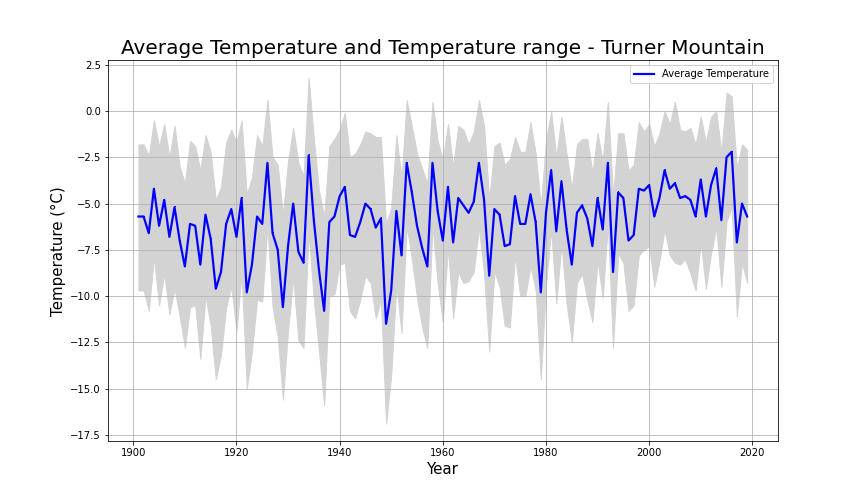 Average Temperature and Temperature range - Turner Mountain
Average Temperature
2.5
0.0
−2.5
−5.0
−7.5
−10.0
−12.5
−15.0
−17.5
Temperature (°C)
1900 1920 1940 1960 1980 2000 2020
Year